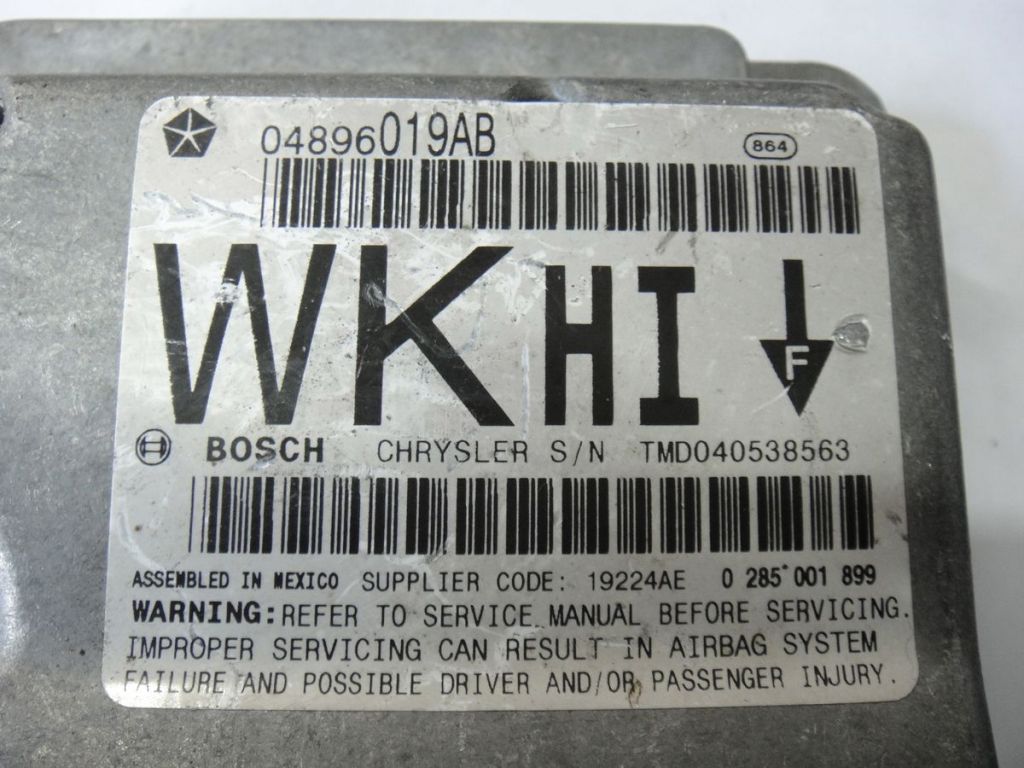 04896019AB 864
WKHI F
BOSCH CHRYSLER S/N TMD040538563
ASSEMBLED IN MEXICO SUPPLIER CODE: 19224AE 0 285 001 899
WARNING: REFER TO SERVICE MANUAL BEFORE SERVICING.
IMPROPER SERVICING CAN RESULT IN AIRBAG SYSTEM
FAILURE AND POSSIBLE DRIVER AND/OR PASSENGER INJURY.